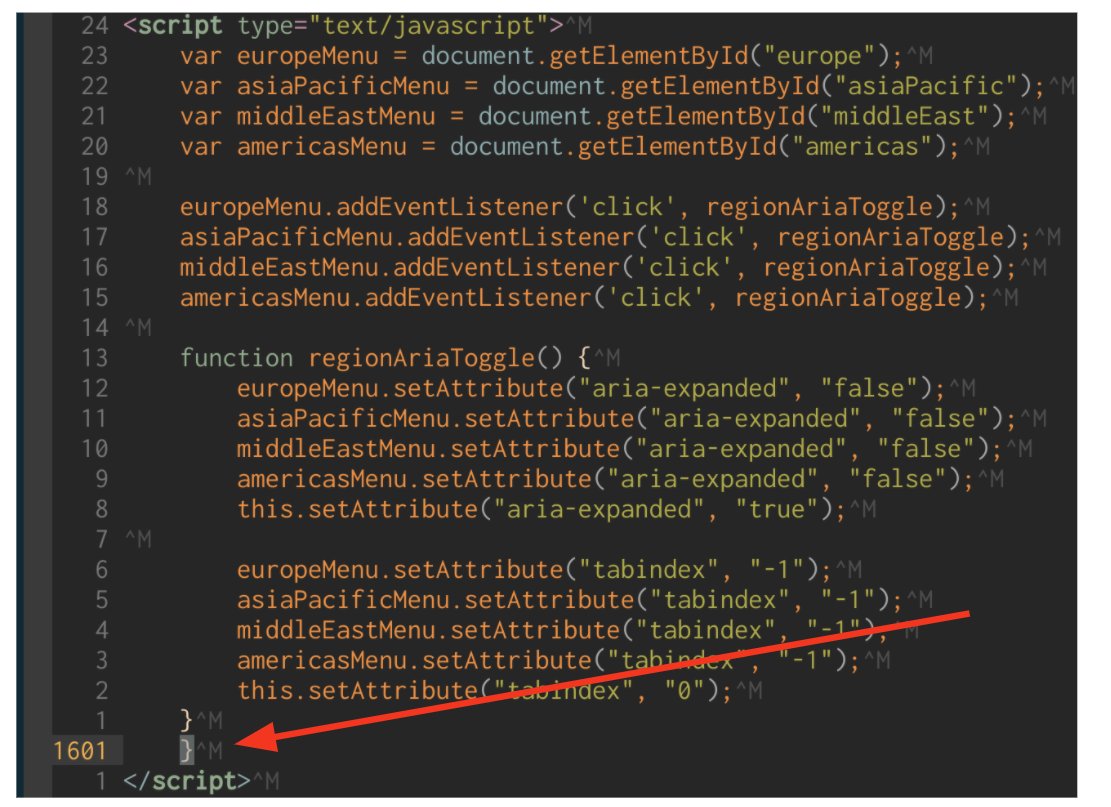 24 <script type="text/javascript">^M
23     var europeMenu = document.getElementById("europe");^M
22     var asiaPacificMenu = document.getElementById("asiaPacific");^M
21     var middleEastMenu = document.getElementById("middleEast");^M
20     var americasMenu = document.getElementById("americas");^M
19 ^M
18     europeMenu.addEventListener('click', regionAriaToggle);^M
17     asiaPacificMenu.addEventListener('click', regionAriaToggle);^M
16     middleEastMenu.addEventListener('click', regionAriaToggle);^M
15     americasMenu.addEventListener('click', regionAriaToggle);^M
14 ^M
13     function regionAriaToggle() {^M
12         europeMenu.setAttribute("aria-expanded", "false");^M
11         asiaPacificMenu.setAttribute("aria-expanded", "false");^M
10         middleEastMenu.setAttribute("aria-expanded", "false");^M
9         americasMenu.setAttribute("aria-expanded", "false");^M
8         this.setAttribute("aria-expanded", "true");^M
7 ^M
6         europeMenu.setAttribute("tabindex", "-1");^M
5         asiaPacificMenu.setAttribute("tabindex", "-1");^M
4         middleEastMenu.setAttribute("tabindex", "-1");^M
3         americasMenu.setAttribute("tabindex", "-1");^M
2         this.setAttribute("tabindex", "0");^M
1     }^M
1601     }^M
1 </script>^M